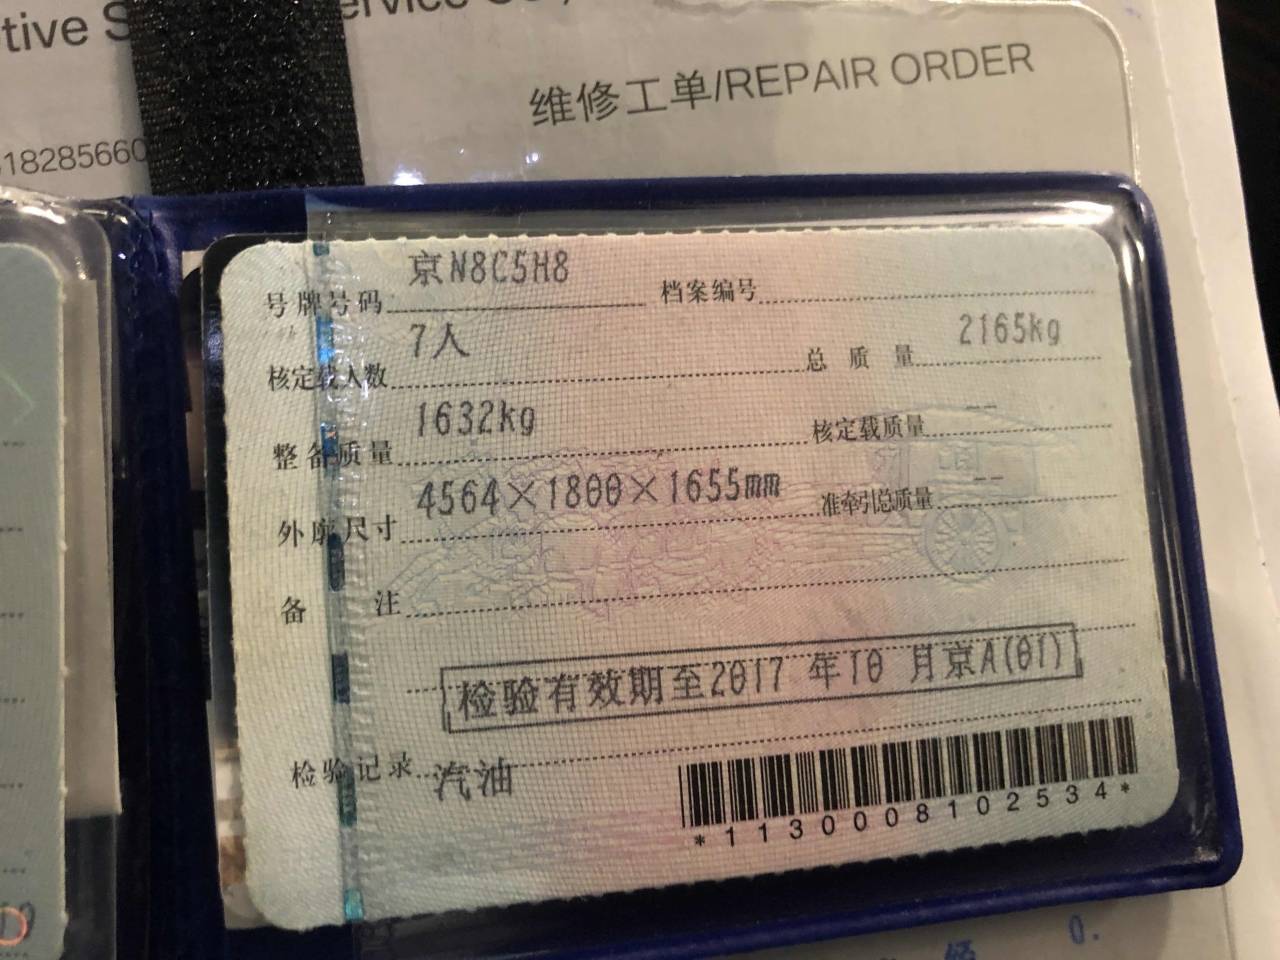 tive S
ervice Co
维修工单/REPAIR ORDER
18285660
号牌号码 京N8C5H8 档案编号
核定载人数 7人 总质量 2165kg
整备质量 1632kg 核定载质量 --
外廓尺寸 4564×1800×1655mm 准牵引总质量 --
备注
检验有效期至2017 年10 月京A(01)
检验记录 汽油
*1130008102534*
0.